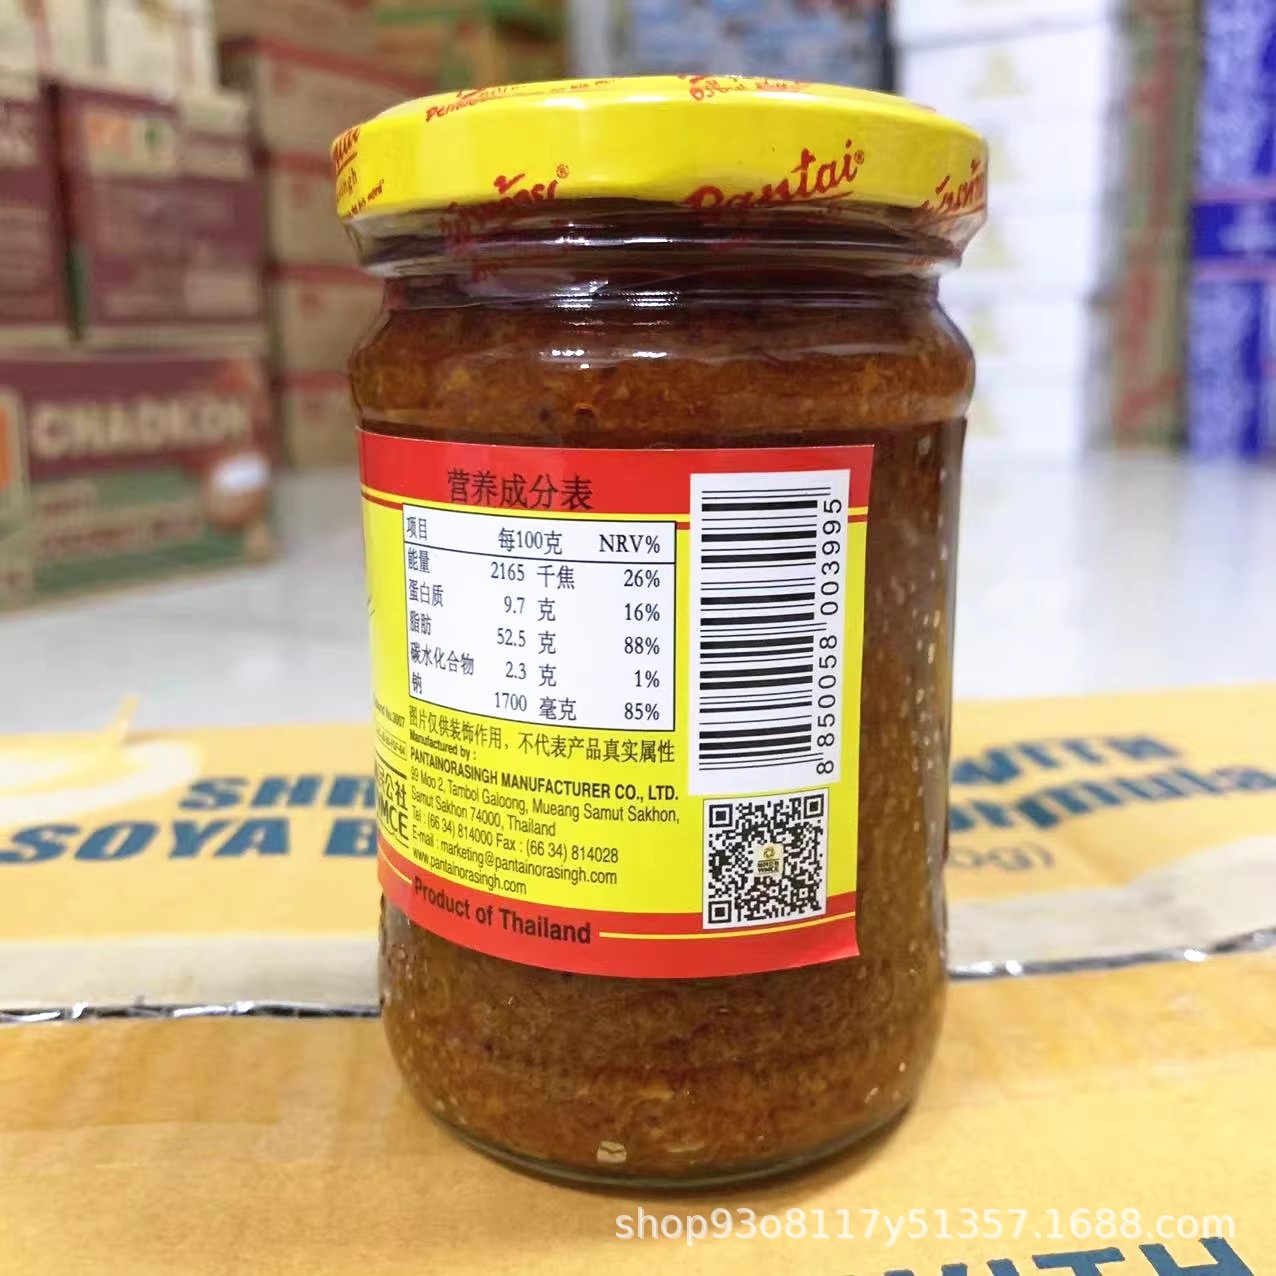 Pantai®
CHAOKOH
营养成分表
项目 每100克 NRV%
能量 2165 千焦 26%
蛋白质 9.7 克 16%
脂肪 52.5 克 88%
碳水化合物 2.3 克 1%
钠 1700 毫克 85%
图片仅供装饰作用，不代表产品真实属性
Manufactured by :
PANTAINORASINGH MANUFACTURER CO., LTD.
99 Moo 2, Tambol Galoong, Mueang Samut Sakhon,
Samut Sakhon 74000, Thailand
Tel : (66 34) 814000 Fax : (66 34) 814028
E-mail : marketing@pantainorasingh.com
www.pantainorasingh.com
Product of Thailand
8 850058 003995
公社
SOYA
WITH
shop93o8117y51357.1688.com
WITH